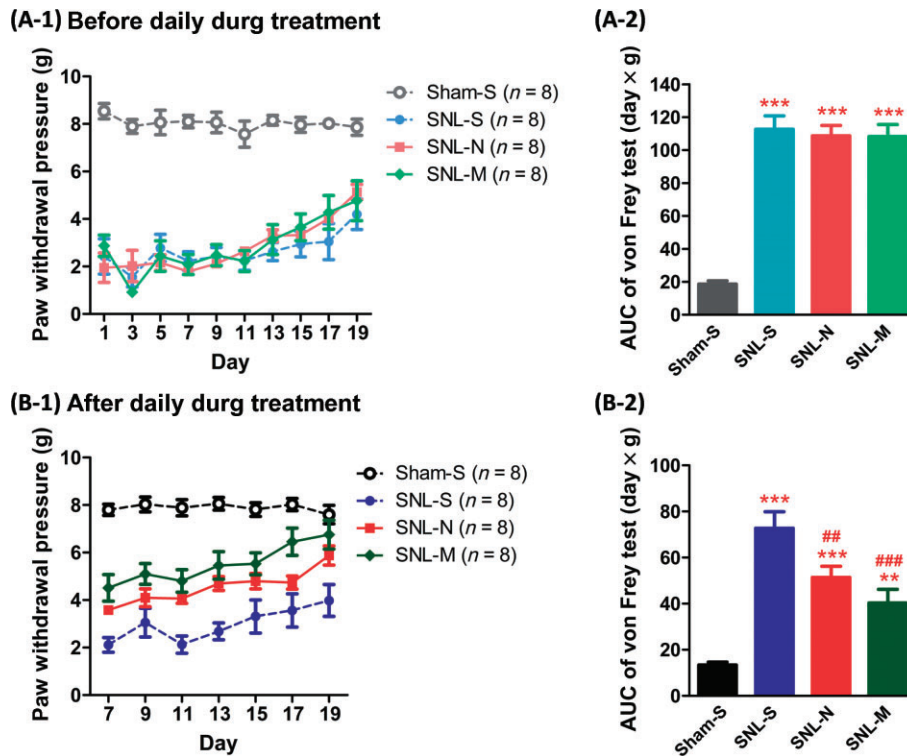 (A-1) Before daily durg treatment
Paw withdrawal pressure (g)
10
8
6
4
2
0
1 3 5 7 9 11 13 15 17 19
Day
Sham-S (n = 8)
SNL-S (n = 8)
SNL-N (n = 8)
SNL-M (n = 8)
(A-2)
AUC of von Frey test (day × g)
140
120
100
80
60
40
20
0
*** *** ***
Sham-S SNL-S SNL-N SNL-M
(B-1) After daily durg treatment
Paw withdrawal pressure (g)
10
8
6
4
2
0
7 9 11 13 15 17 19
Day
Sham-S (n = 8)
SNL-S (n = 8)
SNL-N (n = 8)
SNL-M (n = 8)
(B-2)
AUC of von Frey test (day × g)
100
80
60
40
20
0
***
##
***
###
**
Sham-S SNL-S SNL-N SNL-M